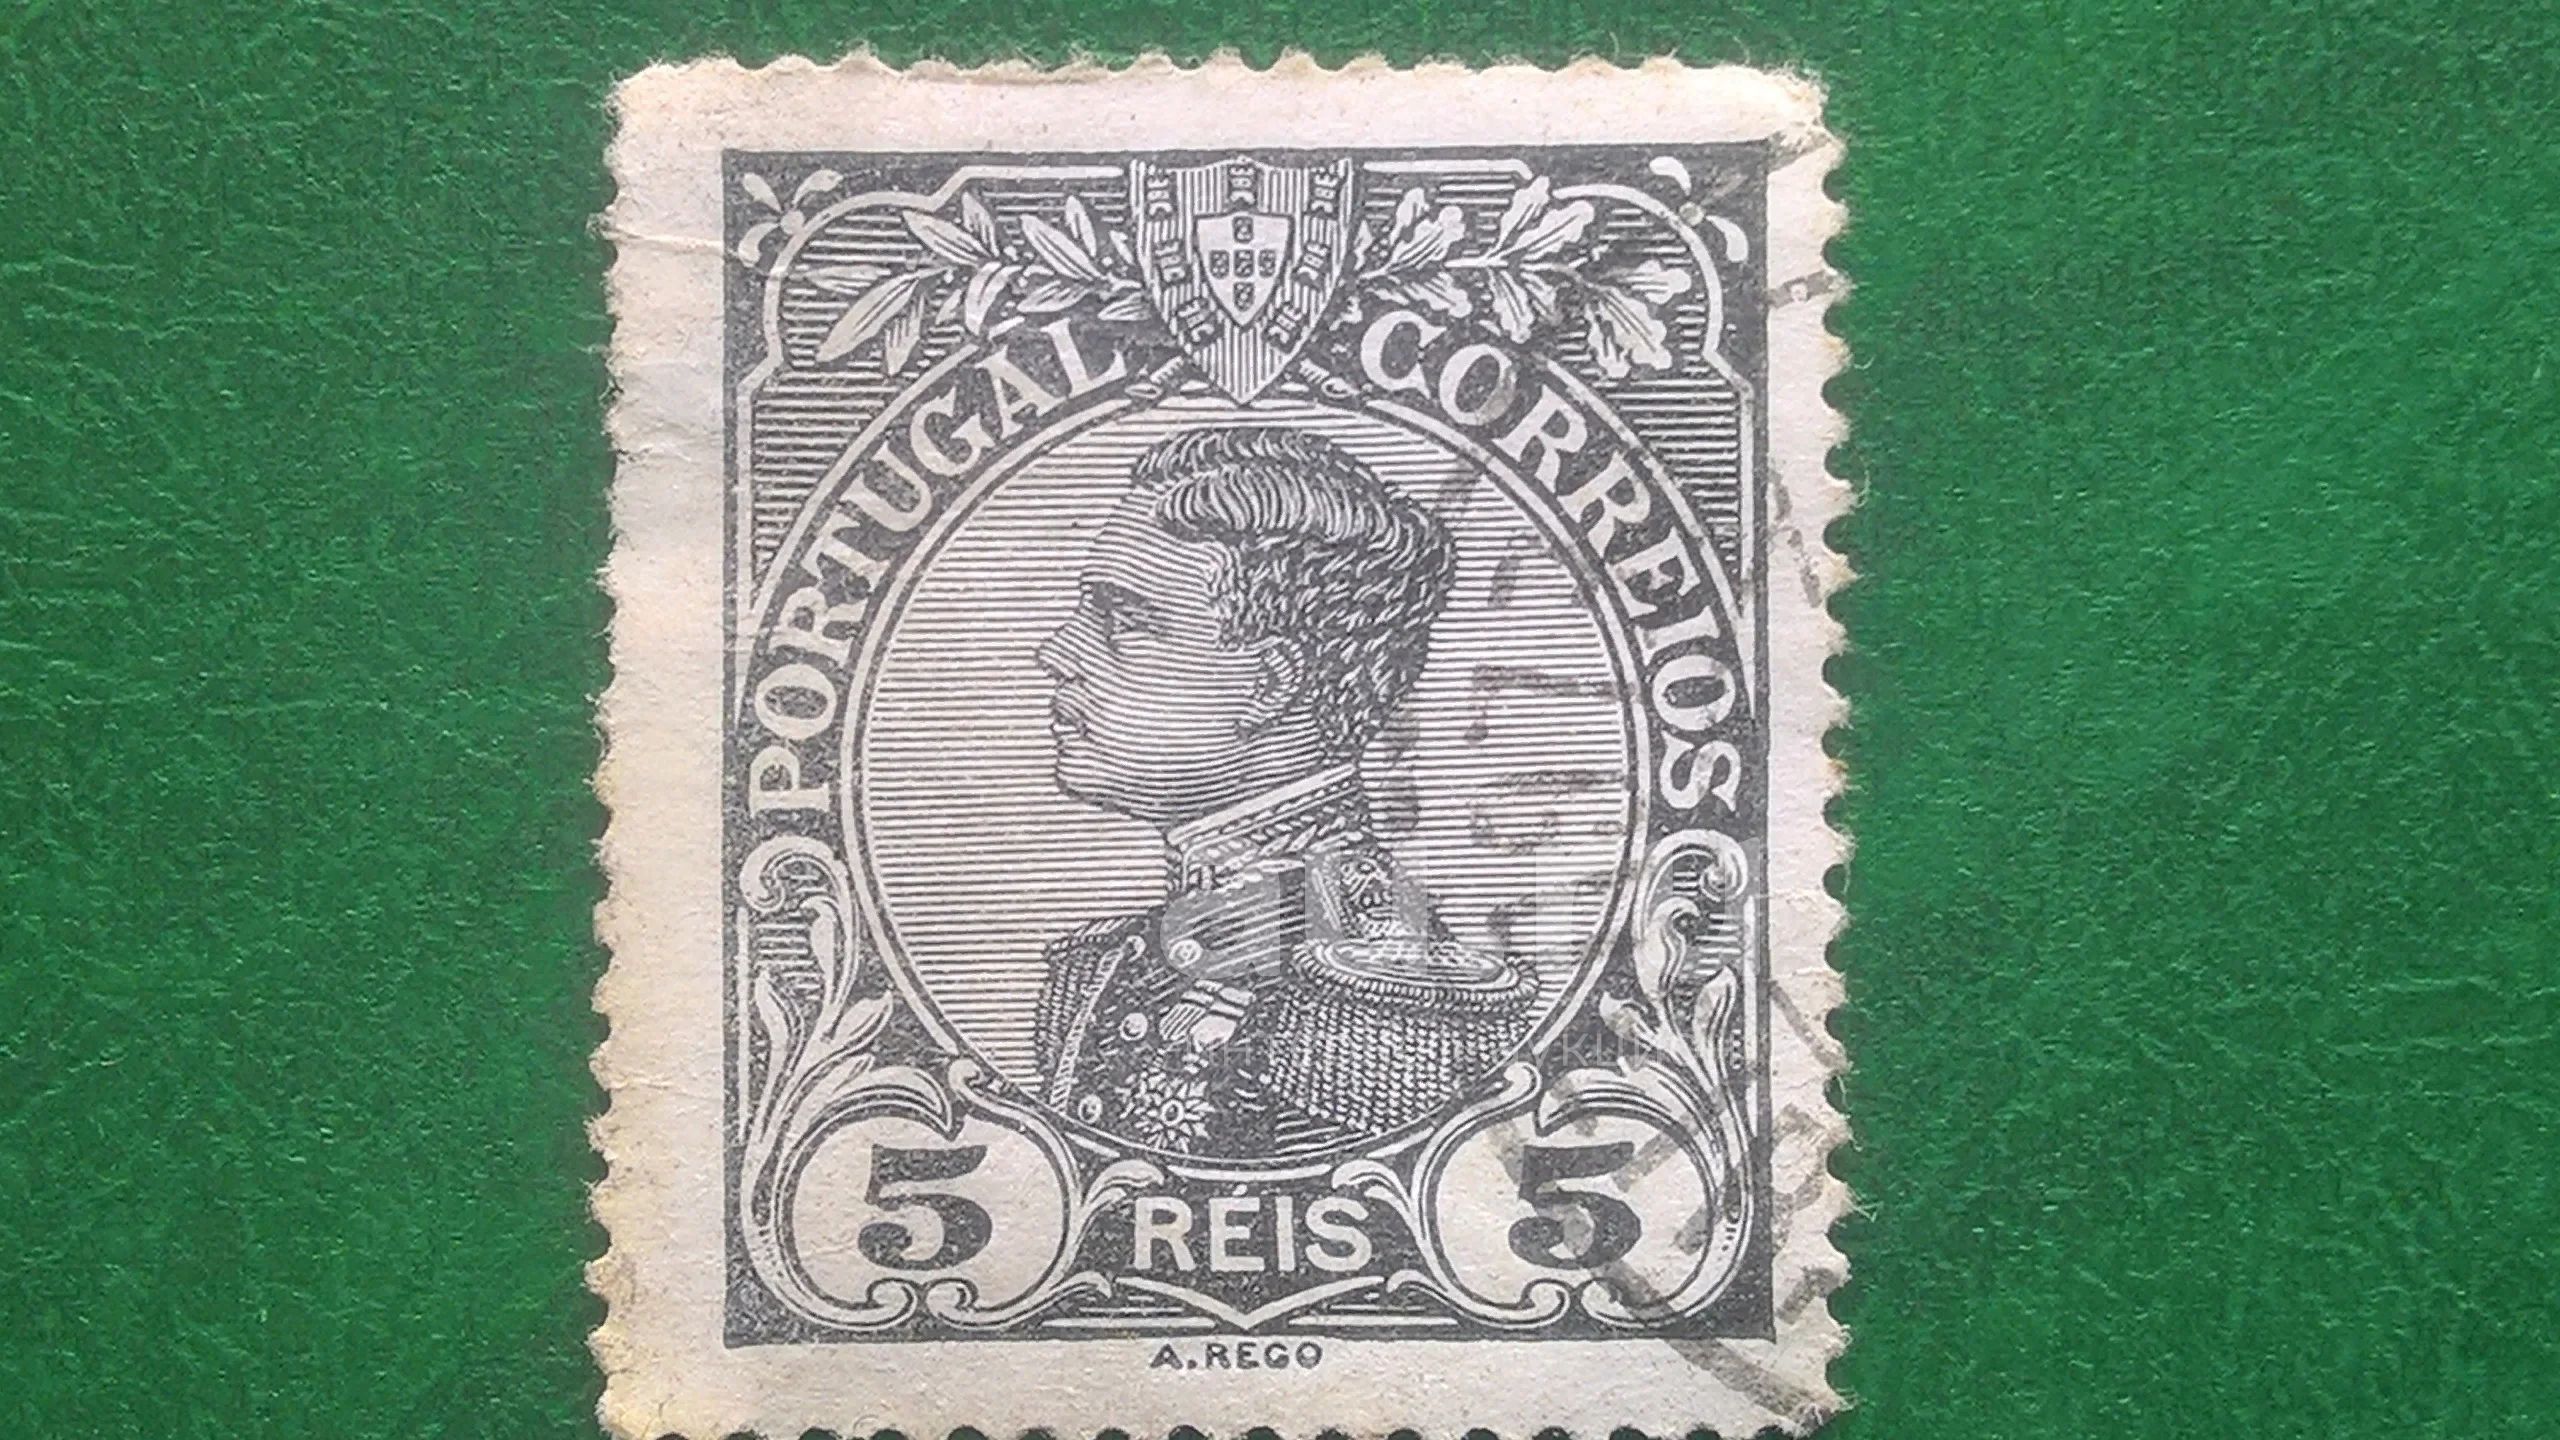 PORTUGAL CORREIOS
5 RÉIS 5
A. REGO